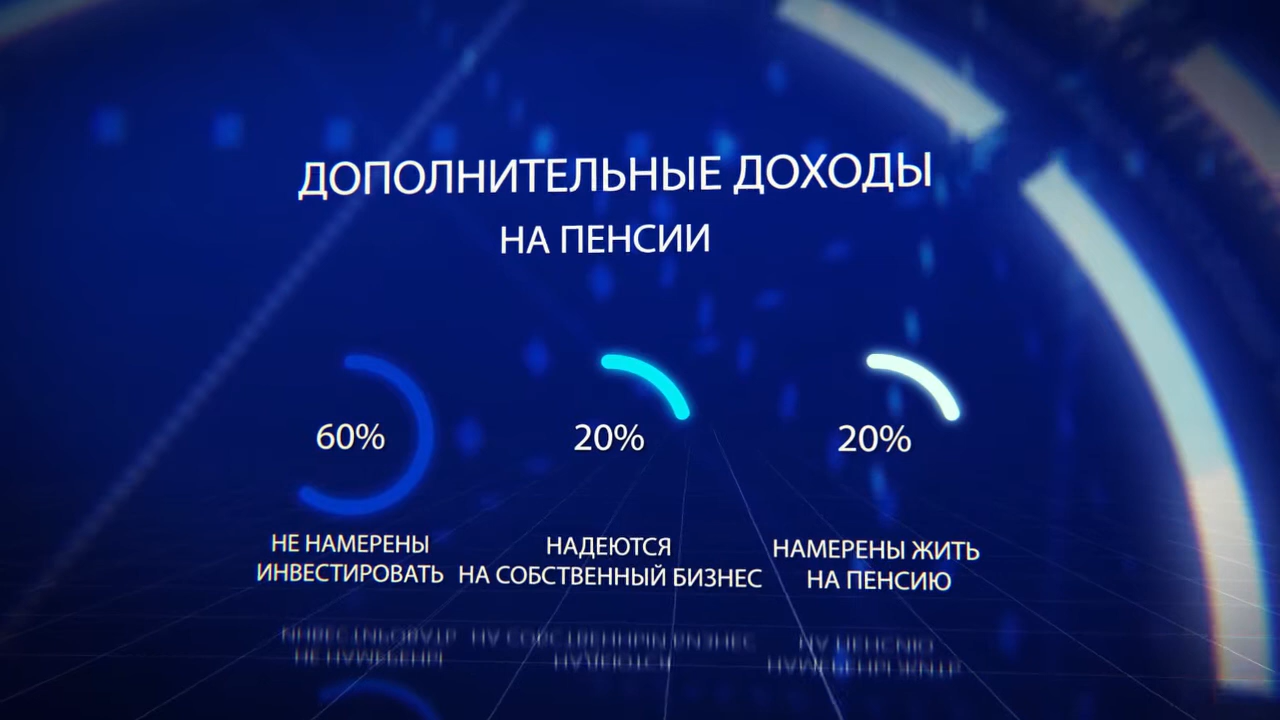 ДОПОЛНИТЕЛЬНЫЕ ДОХОДЫ
НА ПЕНСИИ
60%
20%
20%
НЕ НАМЕРЕНЫ
ИНВЕСТИРОВАТЬ
НАДЕЮТСЯ
НА СОБСТВЕННЫЙ БИЗНЕС
НАМЕРЕНЫ ЖИТЬ
НА ПЕНСИЮ